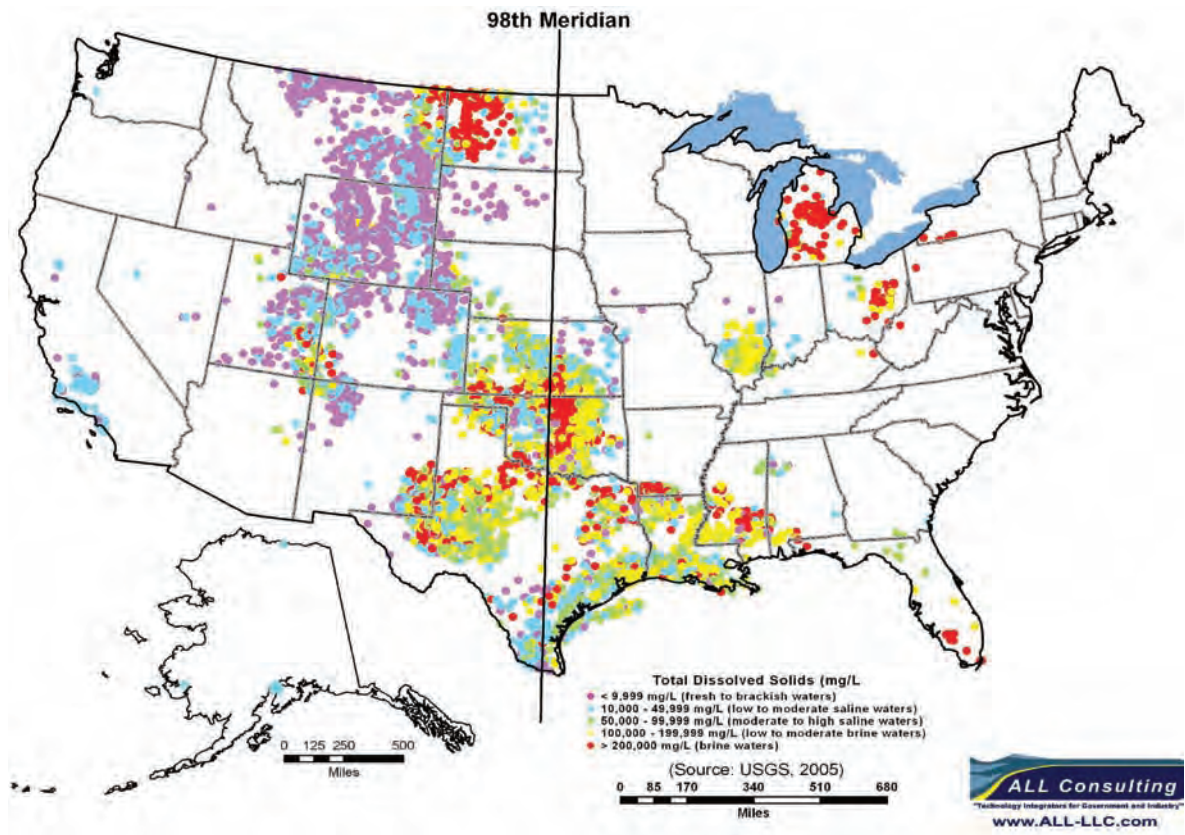 98th Meridian
Total Dissolved Solids (mg/L
< 9,999 mg/L (fresh to brackish waters)
10,000 - 49,999 mg/L (low to moderate saline waters)
50,000 - 99,999 mg/L (moderate to high saline waters)
100,000 - 199,999 mg/L (low to moderate brine waters)
> 200,000 mg/L (brine waters)
(Source: USGS, 2005)
0 125 250 500
Miles
0 85 170 340 510 680
Miles
ALL Consulting
"Technology Integrators for Government and Industry"
www.ALL-LLC.com